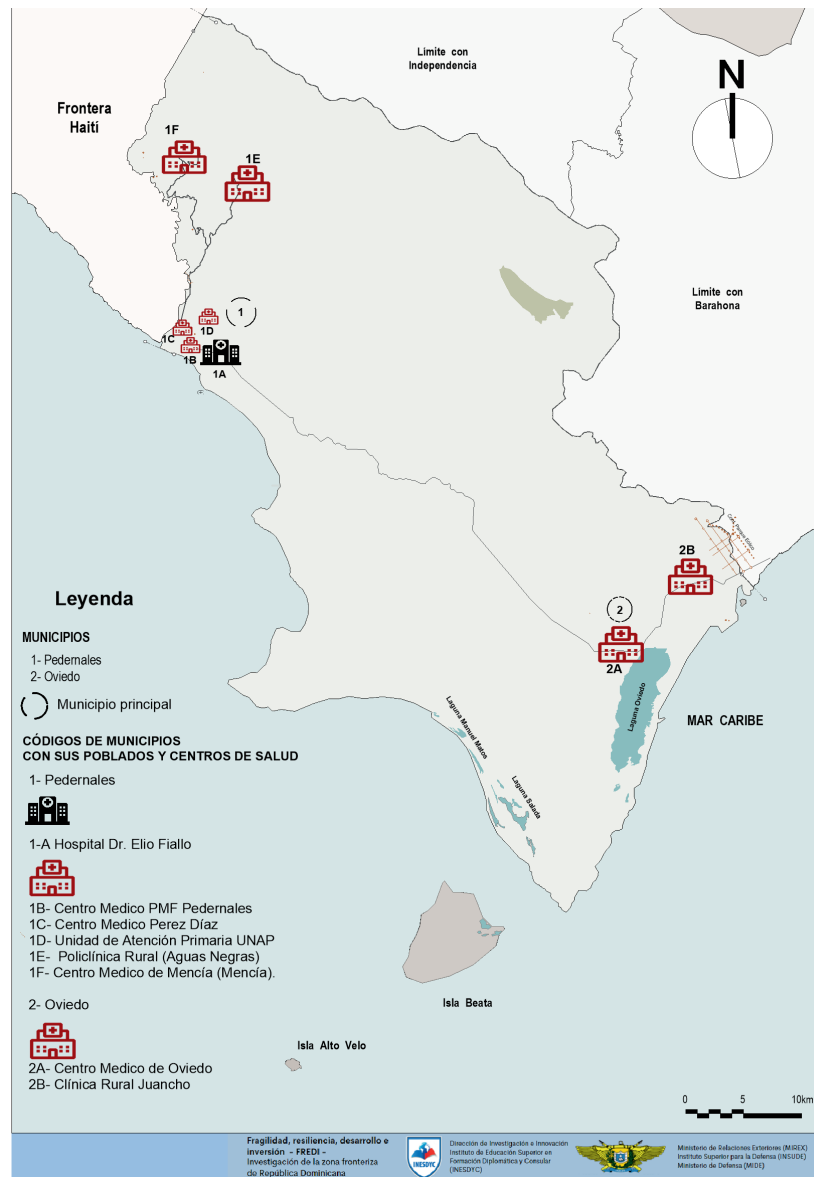 Límite con
Independencia
N
Frontera
Haití
1F
1E
Límite con
Barahona
1
1D
1C
1B
1A
Cont. Parque Eólico
2B
2
2A
Laguna Oviedo
MAR CARIBE
Laguna Manuel Matos
Laguna Salada
Isla Beata
Isla Alto Velo
Leyenda
MUNICIPIOS
1- Pedernales
2- Oviedo
Municipio principal
CÓDIGOS DE MUNICIPIOS
CON SUS POBLADOS Y CENTROS DE SALUD
1- Pedernales
1-A Hospital Dr. Elio Fiallo
1B- Centro Medico PMF Pedernales
1C- Centro Medico Perez Díaz
1D- Unidad de Atención Primaria UNAP
1E- Policlínica Rural (Aguas Negras)
1F- Centro Medico de Mencía (Mencía).
2- Oviedo
2A- Centro Medico de Oviedo
2B- Clínica Rural Juancho
0 5 10km
Fragilidad, resiliencia, desarrollo e
inversión - FREDI –
Investigación de la zona fronteriza
de República Dominicana
INESDYC
Dirección de Investigación e Innovación
Instituto de Educación Superior en
Formación Diplomática y Consular
(INESDYC)
Ministerio de Relaciones Exteriores (MIREX)
Instituto Superior para la Defensa (INSUDE)
Ministerio de Defensa (MIDE)